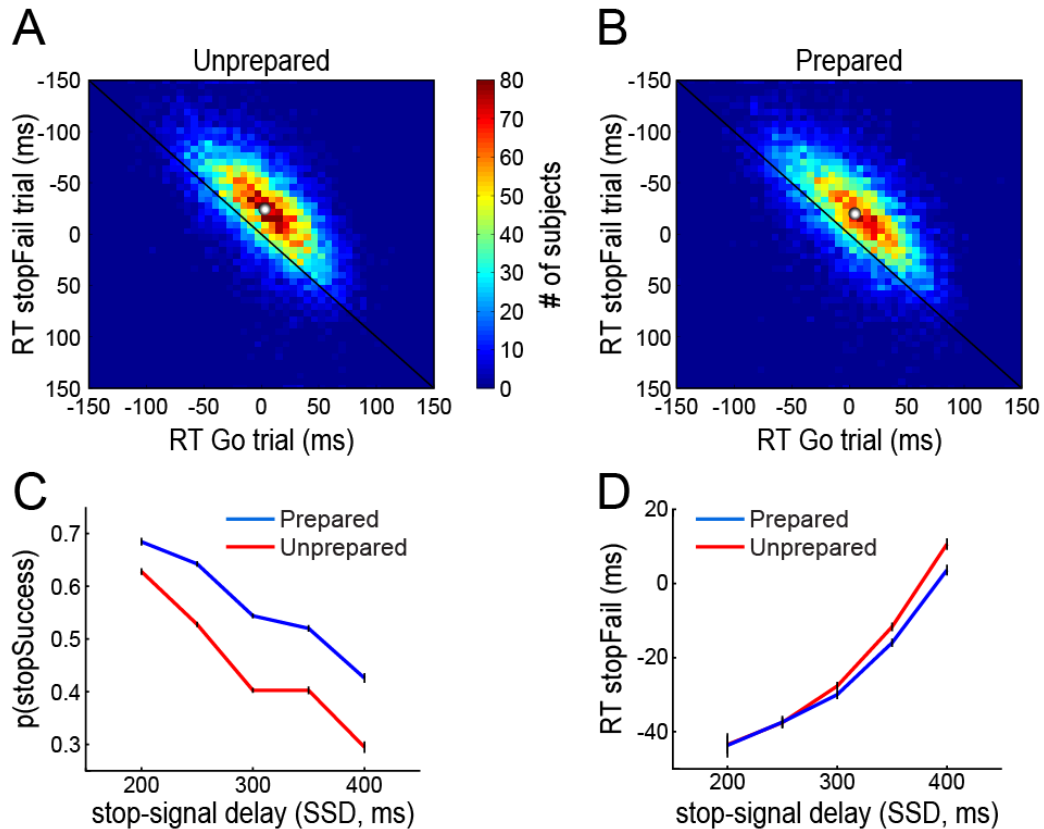 A
Unprepared
RT stopFail trial (ms)
-150
-100
-50
0
50
100
150
-150 -100 -50 0 50 100 150
RT Go trial (ms)
80
70
60
50
40
30
20
10
0
# of subjects
B
Prepared
RT stopFail trial (ms)
-150
-100
-50
0
50
100
150
-150 -100 -50 0 50 100 150
RT Go trial (ms)
C
p(stopSuccess)
0.7
0.6
0.5
0.4
0.3
Prepared
Unprepared
200 300 400
stop-signal delay (SSD, ms)
D
RT stopFail (ms)
20
0
-20
-40
Prepared
Unprepared
200 300 400
stop-signal delay (SSD, ms)